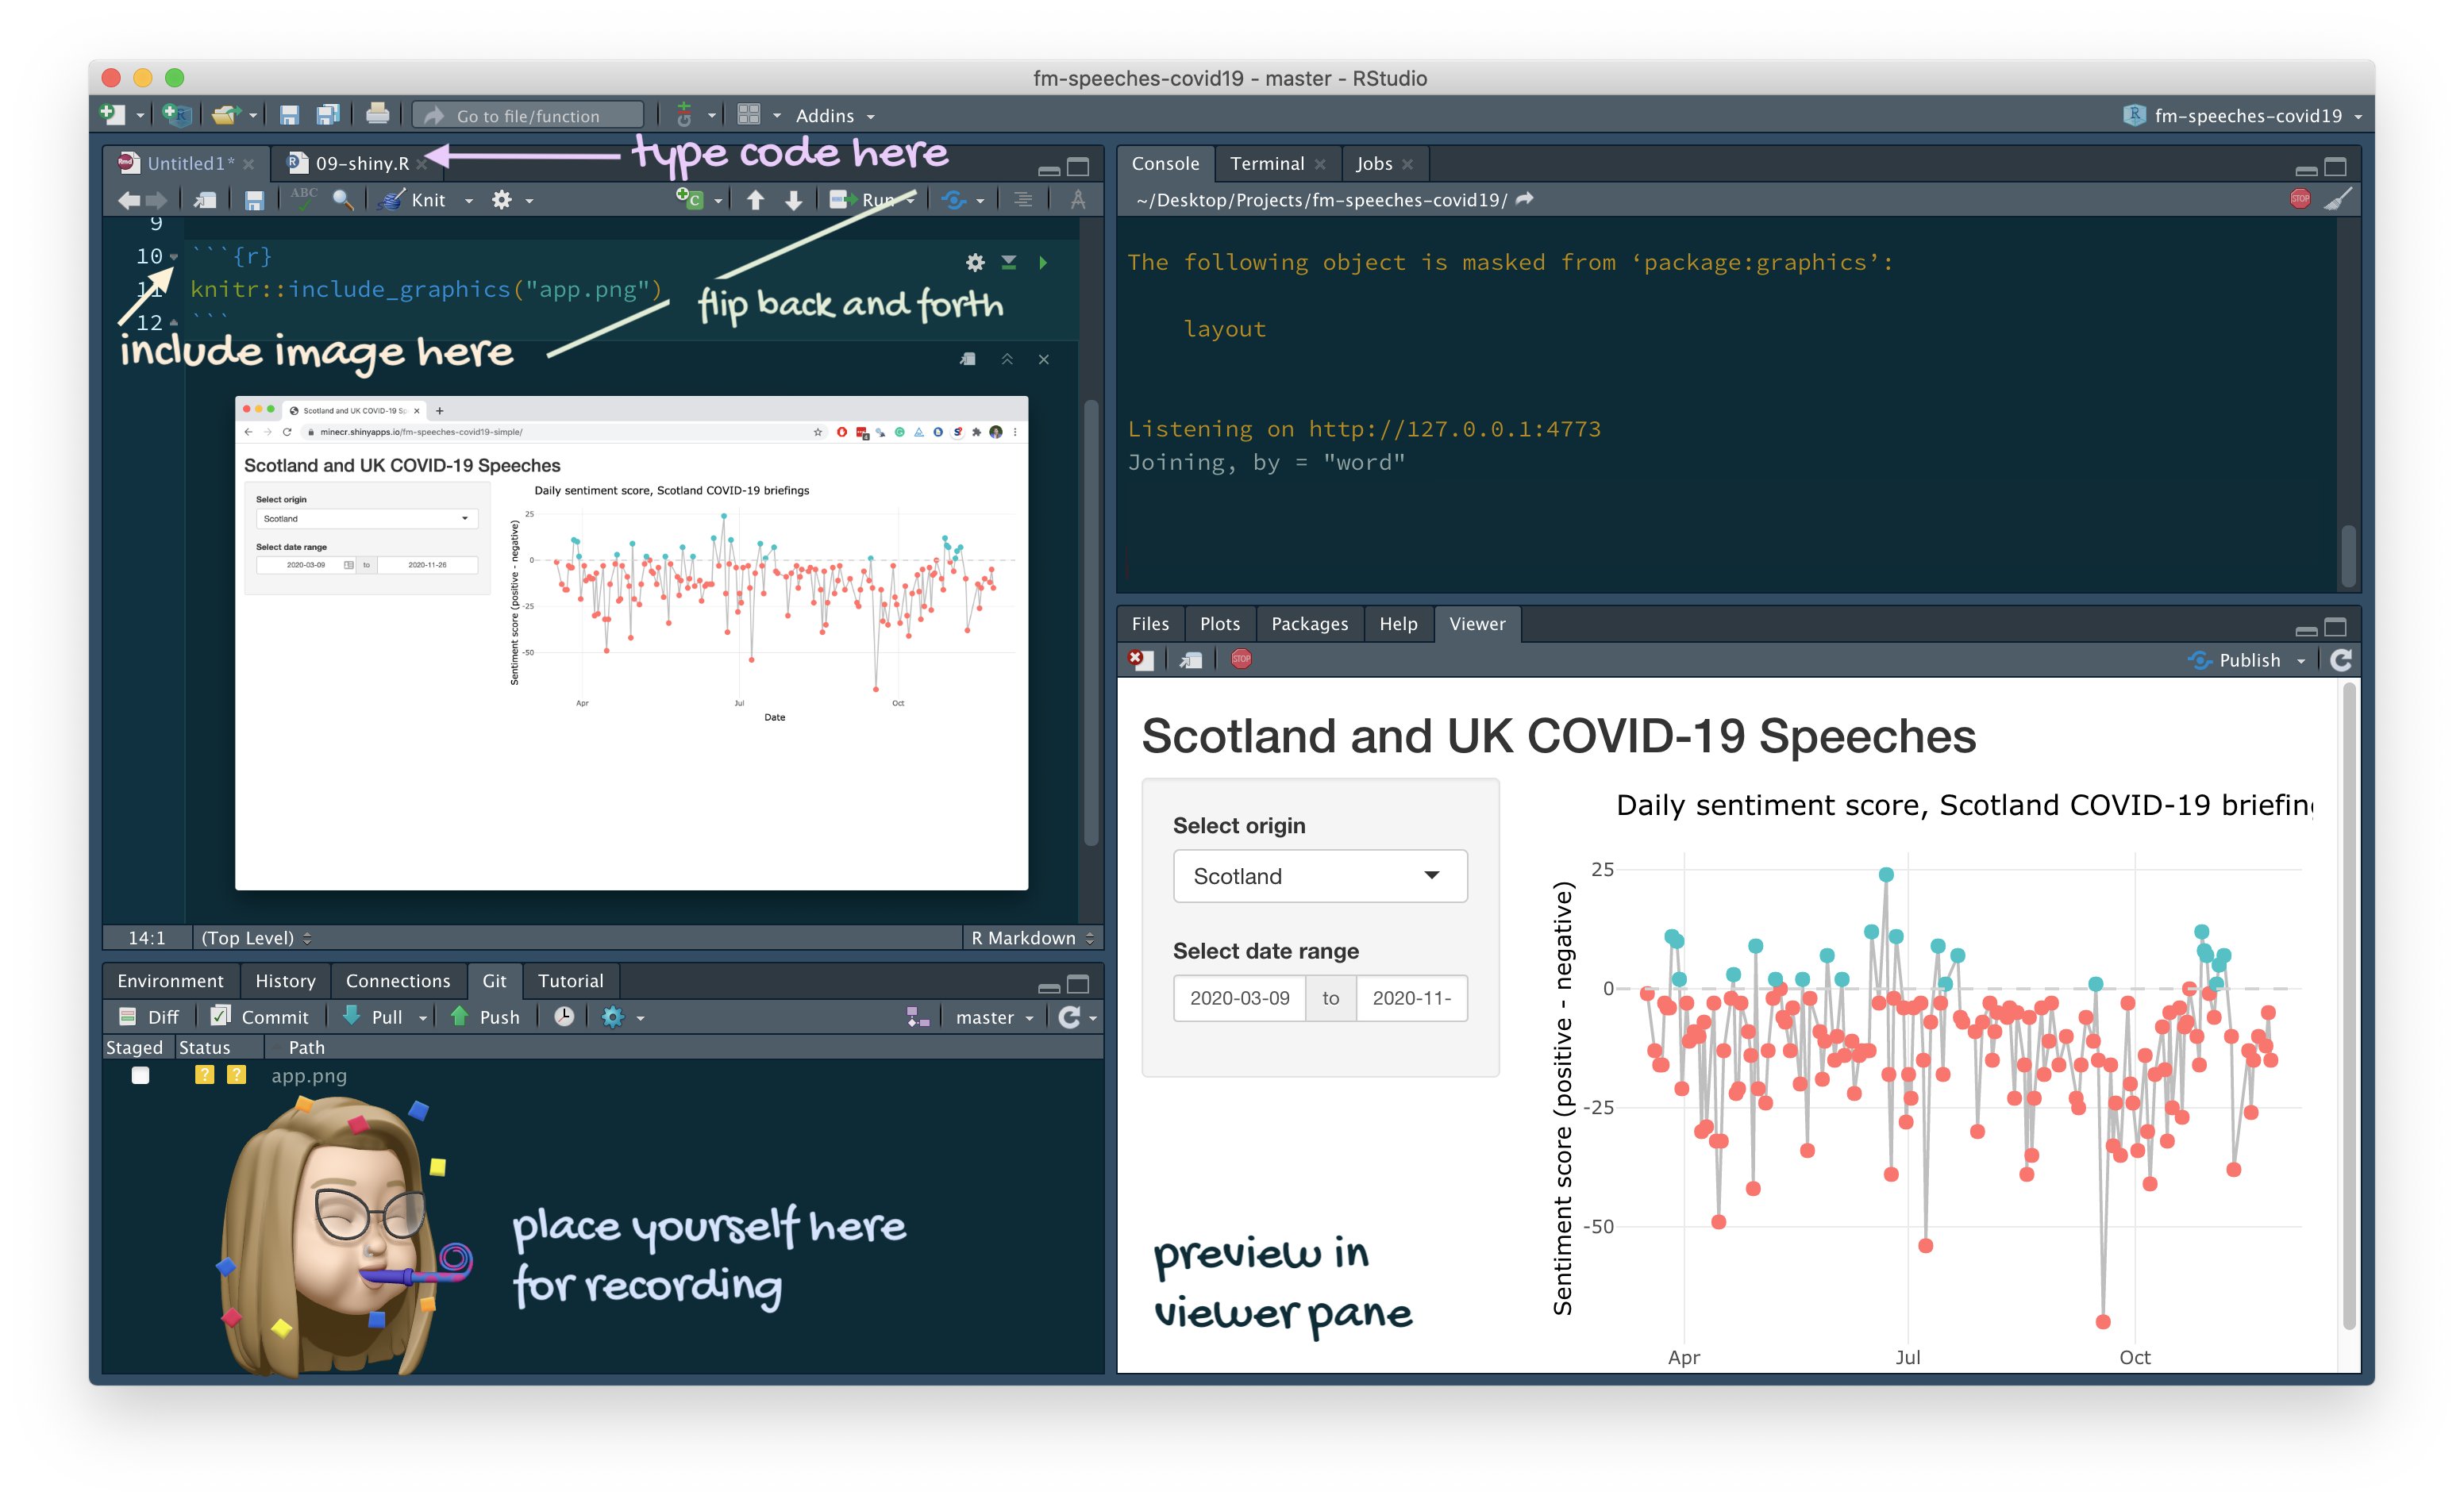 fm-speeches-covid19 - master - RStudio
Go to file/function
Addins
fm-speeches-covid19
Untitled1*
09-shiny.R
type code here
ABC
Knit
Run
9
10 ```{r}
11 knitr::include_graphics("app.png")
12 ```
flip back and forth
include image here
Scotland and UK COVID-19 Sp
minecr.shinyapps.io/fm-speeches-covid19-simple/
Scotland and UK COVID-19 Speeches
Select origin
Scotland
Select date range
2020-03-09 to 2020-11-26
Daily sentiment score, Scotland COVID-19 briefings
Sentiment score (positive - negative)
25
0
-25
-50
Apr Jul Oct
Date
14:1 (Top Level) R Markdown
Environment History Connections Git Tutorial
Diff Commit Pull Push master
Staged Status Path
? ? app.png
place yourself here
for recording
Console Terminal Jobs
~/Desktop/Projects/fm-speeches-covid19/
STOP
The following object is masked from ‘package:graphics’:
layout
Listening on http://127.0.0.1:4773
Joining, by = "word"
Files Plots Packages Help Viewer
STOP
Publish
Scotland and UK COVID-19 Speeches
Select origin
Scotland
Select date range
2020-03-09 to 2020-11-
Daily sentiment score, Scotland COVID-19 briefin
Sentiment score (positive - negative)
25
0
-25
-50
Apr Jul Oct
preview in
viewer pane